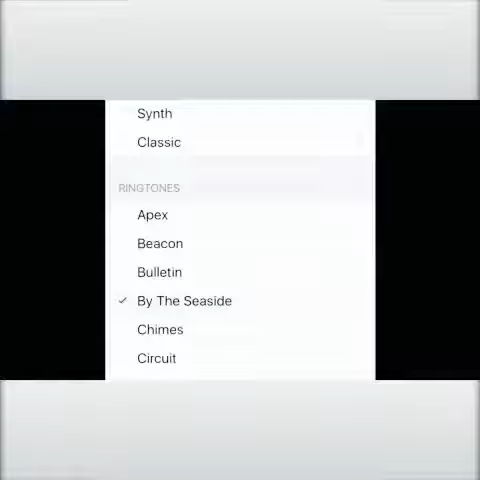 Synth
Classic
RINGTONES
Apex
Beacon
Bulletin
By The Seaside
Chimes
Circuit